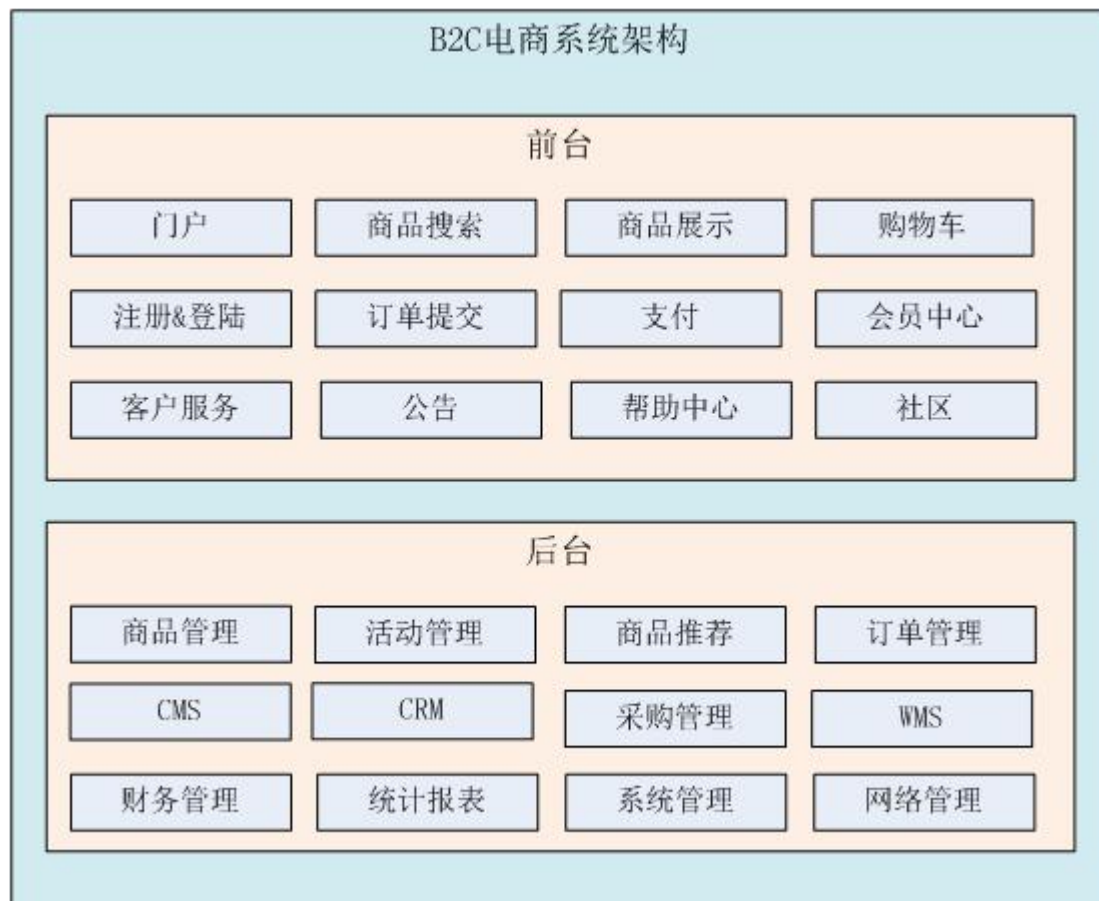 B2C电商系统架构
前台
门户 商品搜索 商品展示 购物车
注册&登陆 订单提交 支付 会员中心
客户服务 公告 帮助中心 社区
后台
商品管理 活动管理 商品推荐 订单管理
CMS CRM 采购管理 WMS
财务管理 统计报表 系统管理 网络管理